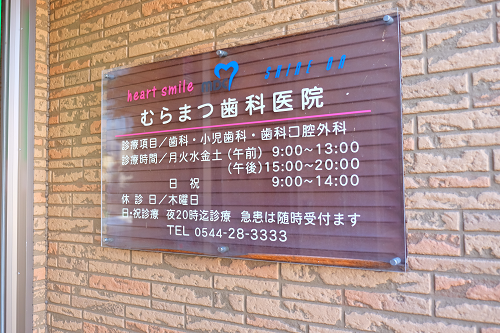 heart smile
むらまつ歯科医院
診療項目／歯科・小児歯科・歯科口腔外科
診療時間／月火水金土 (午前) 9:00~13:00
(午後) 15:00~20:00
日 祝 9:00~14:00
休診日／木曜日
日・祝診療 夜20時迄診療 急患は随時受付ます
TEL 0544-28-3333